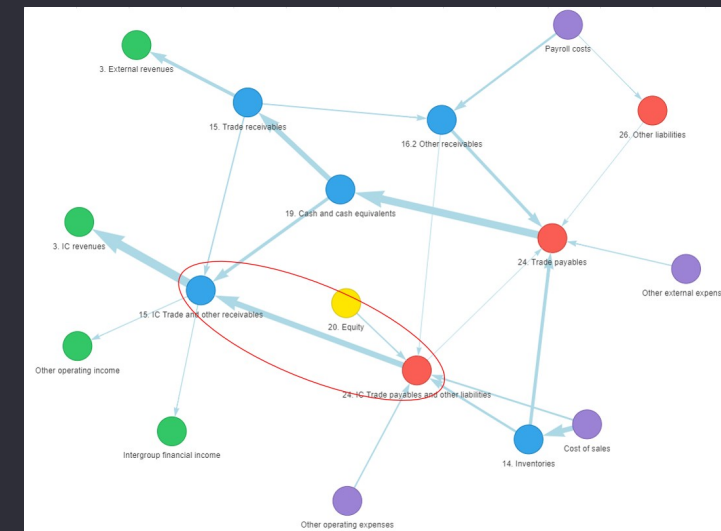 Payroll costs
3. External revenues
15. Trade receivables
26. Other liabilities
16.2 Other receivables
19. Cash and cash equivalents
3. IC revenues
24. Trade payables
Other external expens
15. IC Trade and other receivables
20. Equity
Other operating income
24. IC Trade payables and other liabilities
Intergroup financial income
Cost of sales
14. Inventories
Other operating expenses